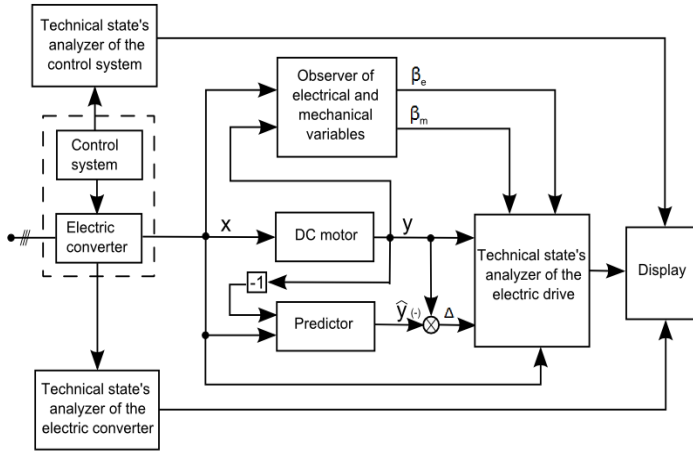 Technical state's
analyzer of the
control system
Control
system
Electric
converter
Technical state's
analyzer of the
electric converter
Observer of
electrical and
mechanical
variables
βe
βm
x
DC motor
y
-1
Predictor
ŷ (-)
Δ
Technical state's
analyzer of the
electric drive
Display